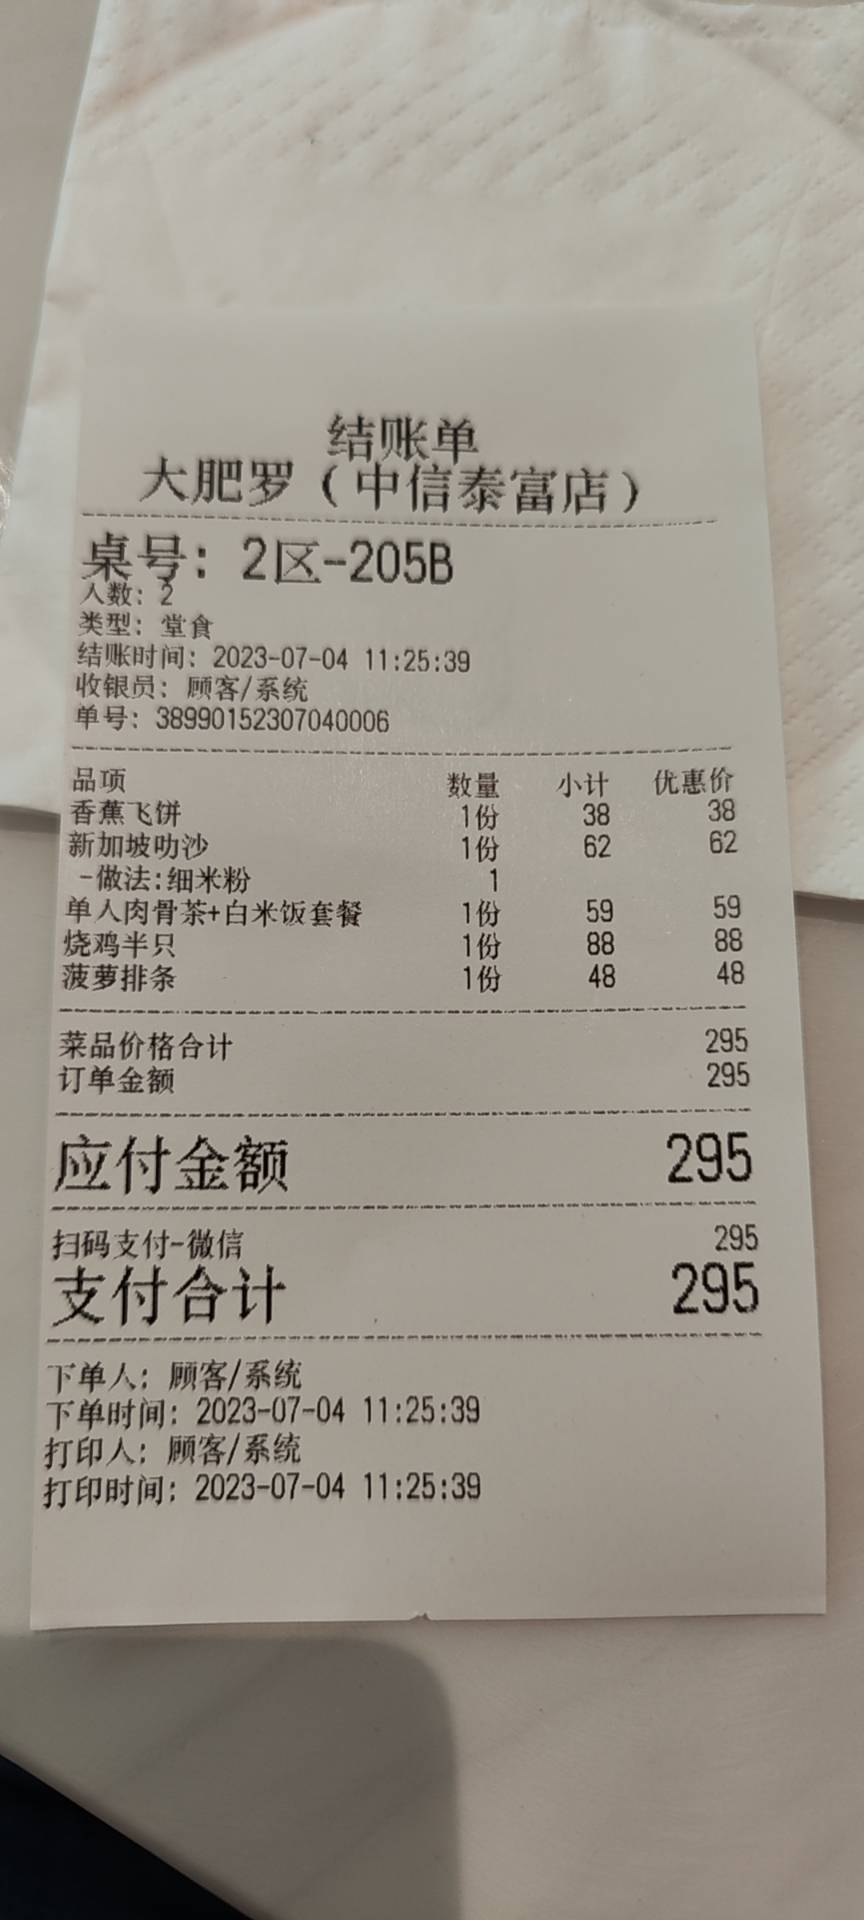 结账单
大肥罗（中信泰富店）
桌号: 2区-205B
人数: 2
类型: 堂食
结账时间: 2023-07-04 11:25:39
收银员: 顾客/系统
单号: 38990152307040006
品项 数量 小计 优惠价
香蕉飞饼 1份 38 38
新加坡叻沙 1份 62 62
-做法:细米粉 1
单人肉骨茶+白米饭套餐 1份 59 59
烧鸡半只 1份 88 88
菠萝排条 1份 48 48
菜品价格合计 295
订单金额 295
应付金额 295
扫码支付-微信 295
支付合计 295
下单人: 顾客/系统
下单时间: 2023-07-04 11:25:39
打印人: 顾客/系统
打印时间: 2023-07-04 11:25:39